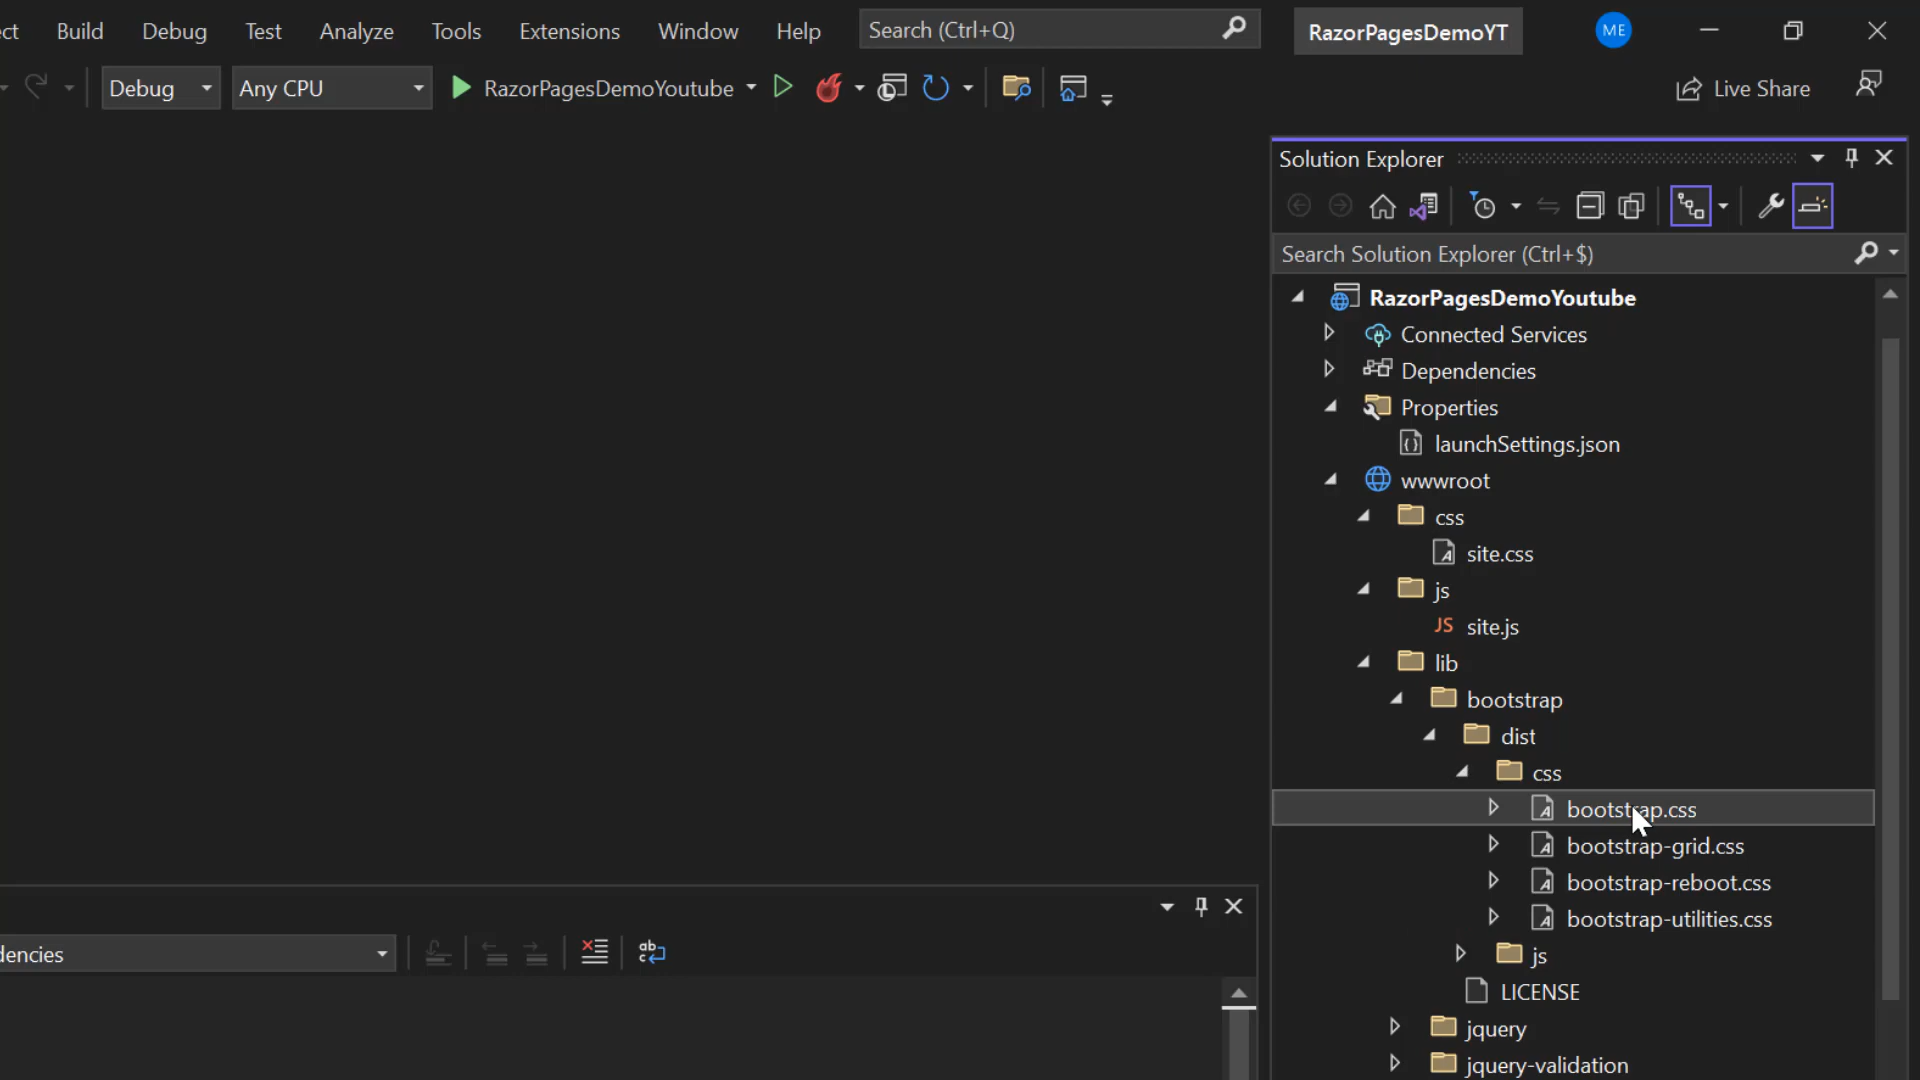 ct Build Debug Test Analyze Tools Extensions Window Help Search (Ctrl+Q) RazorPagesDemoYT ME
Debug Any CPU RazorPagesDemoYoutube Live Share
Solution Explorer
Search Solution Explorer (Ctrl+$)
RazorPagesDemoYoutube
Connected Services
Dependencies
Properties
launchSettings.json
wwwroot
css
site.css
js
JS site.js
lib
bootstrap
dist
css
bootstrap.css
bootstrap-grid.css
bootstrap-reboot.css
bootstrap-utilities.css
js
LICENSE
jquery
jquery-validation
dencies